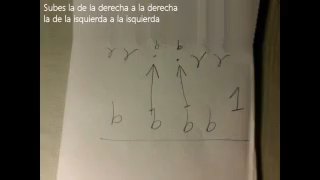 Subes la de la derecha a la derecha
la de la isquierda a la isquierda
q q
q q q q 1